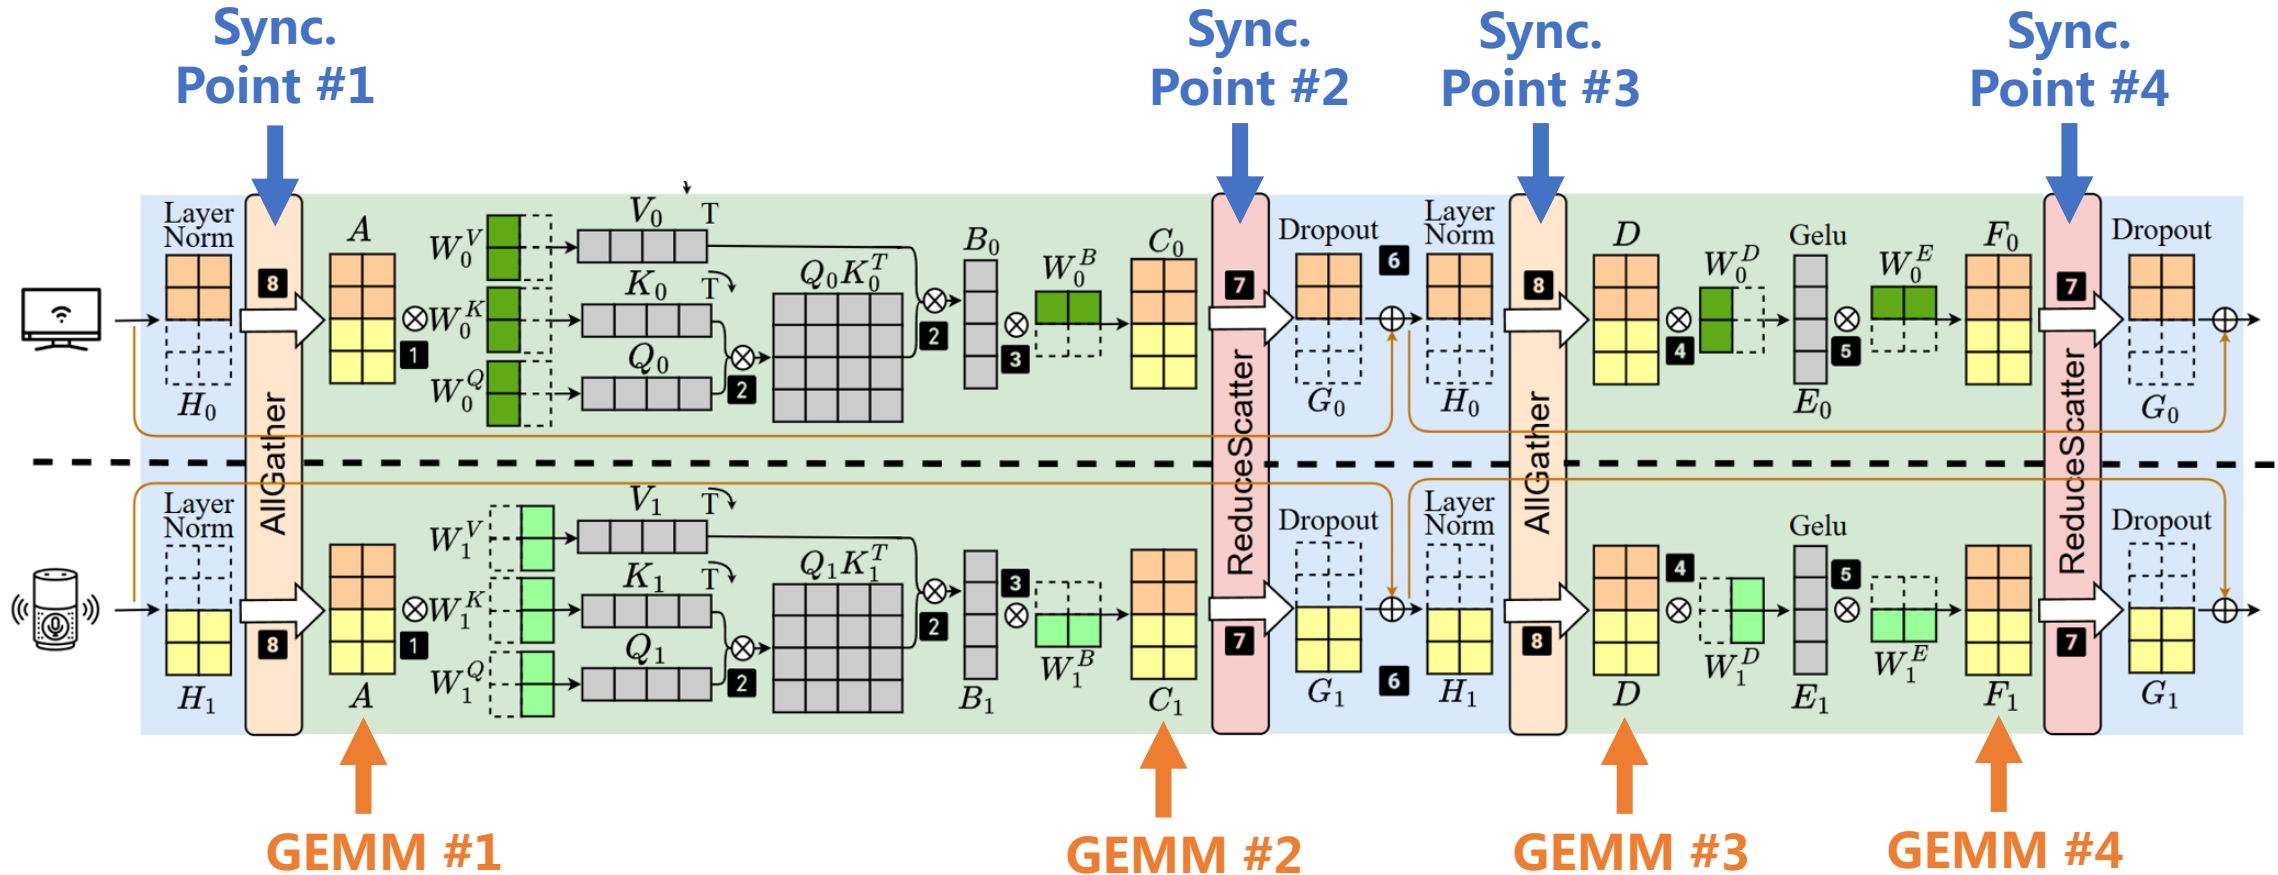 Sync.
Point #1
Sync.
Point #2
Sync.
Point #3
Sync.
Point #4
Layer
Norm
8
H₀
AllGather
A
1
W₀ⱽ
W₀ᴷ
W₀Q
V₀
T
K₀
T
Q₀
2
Q₀K₀ᵀ
2
B₀
3
W₀ᴮ
C₀
7
ReduceScatter
Dropout
G₀
6
Layer
Norm
H₀
8
AllGather
D
4
W₀ᴰ
Gelu
E₀
5
W₀ᴱ
F₀
7
ReduceScatter
Dropout
G₀
Layer
Norm
8
H₁
A
1
W₁ⱽ
W₁ᴷ
W₁Q
V₁
T
K₁
T
Q₁
2
Q₁K₁ᵀ
2
B₁
3
W₁ᴮ
C₁
7
Dropout
G₁
6
Layer
Norm
H₁
8
D
4
W₁ᴰ
Gelu
E₁
5
W₁ᴱ
F₁
7
Dropout
G₁
GEMM #1
GEMM #2
GEMM #3
GEMM #4